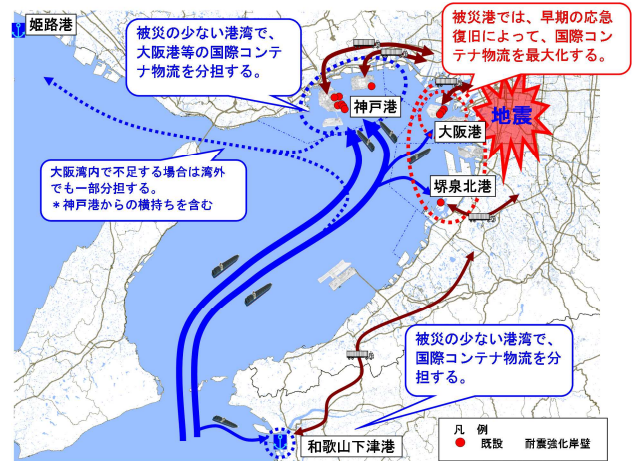 姫路港
被災の少ない港湾で、
大阪港等の国際コンテ
ナ物流を分担する。
被災港では、早期の応急
復旧によって、国際コン
テナ物流を最大化する。
神戸港
地震
大阪港
大阪湾内で不足する場合は湾外
でも一部分担する。
*神戸港からの横持ちを含む
堺泉北港
被災の少ない港湾で、
国際コンテナ物流を分
担する。
和歌山下津港
凡 例
既設 耐震強化岸壁